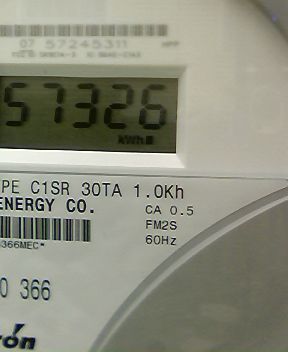 07 57245311
57326
kWh
PE C1SR 30TA 1.0Kh
ENERGY CO.
CA 0.5
FM2S
60Hz
366MEC*
0 366
ron